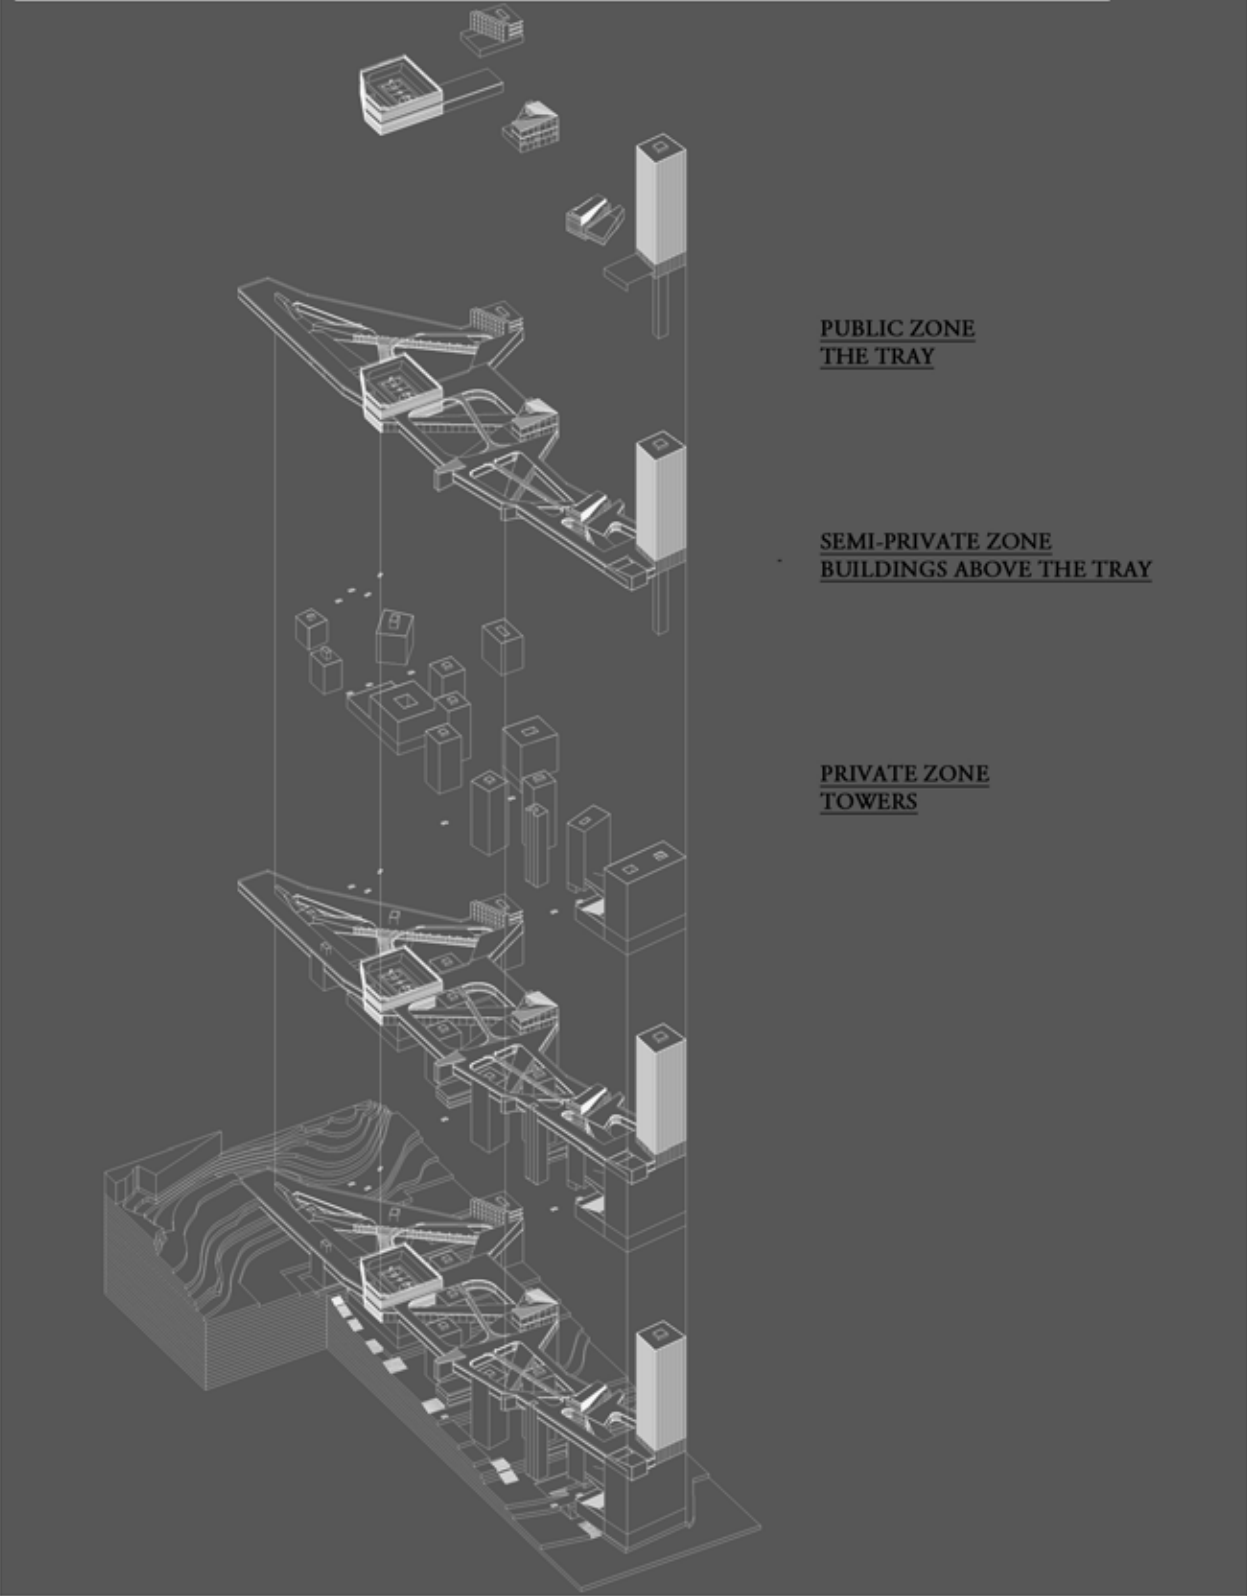 PUBLIC ZONE
THE TRAY
SEMI-PRIVATE ZONE
BUILDINGS ABOVE THE TRAY
PRIVATE ZONE
TOWERS